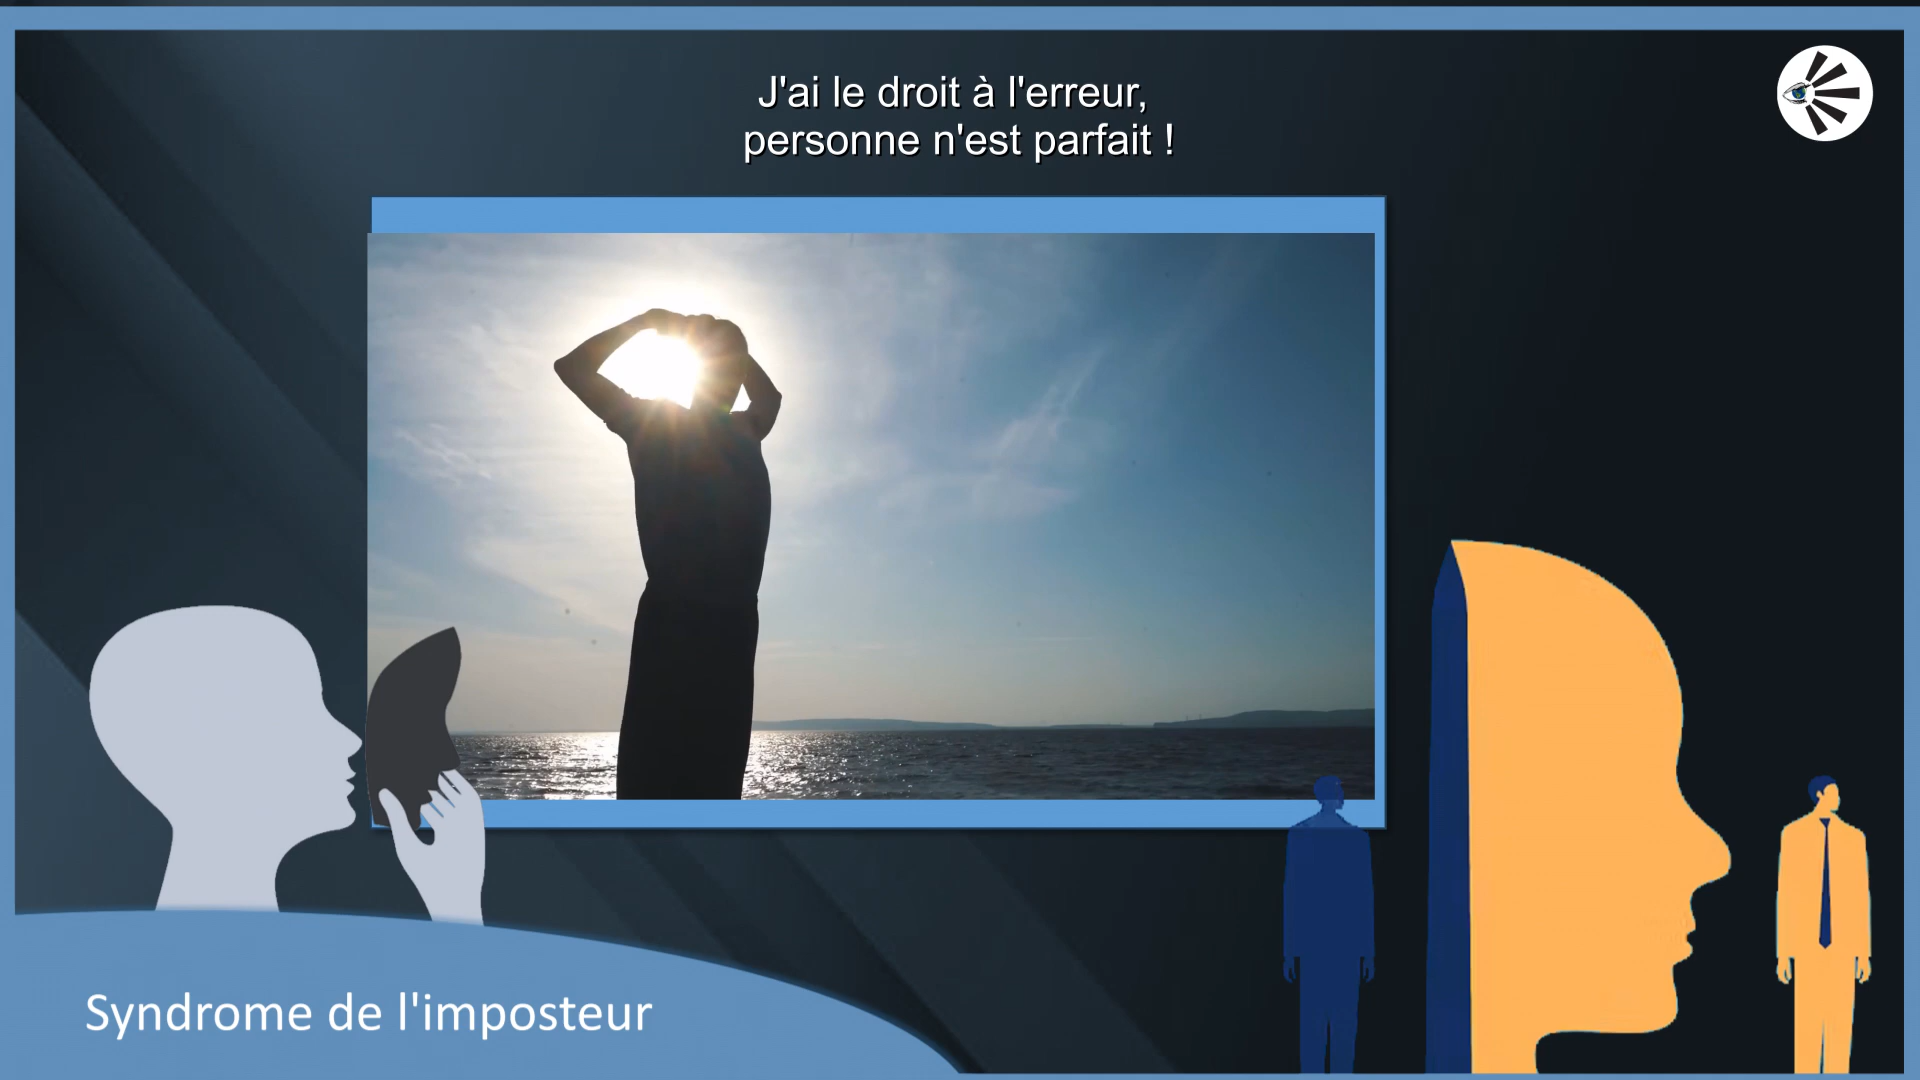 J'ai le droit à l'erreur,
personne n'est parfait !
Syndrome de l'imposteur